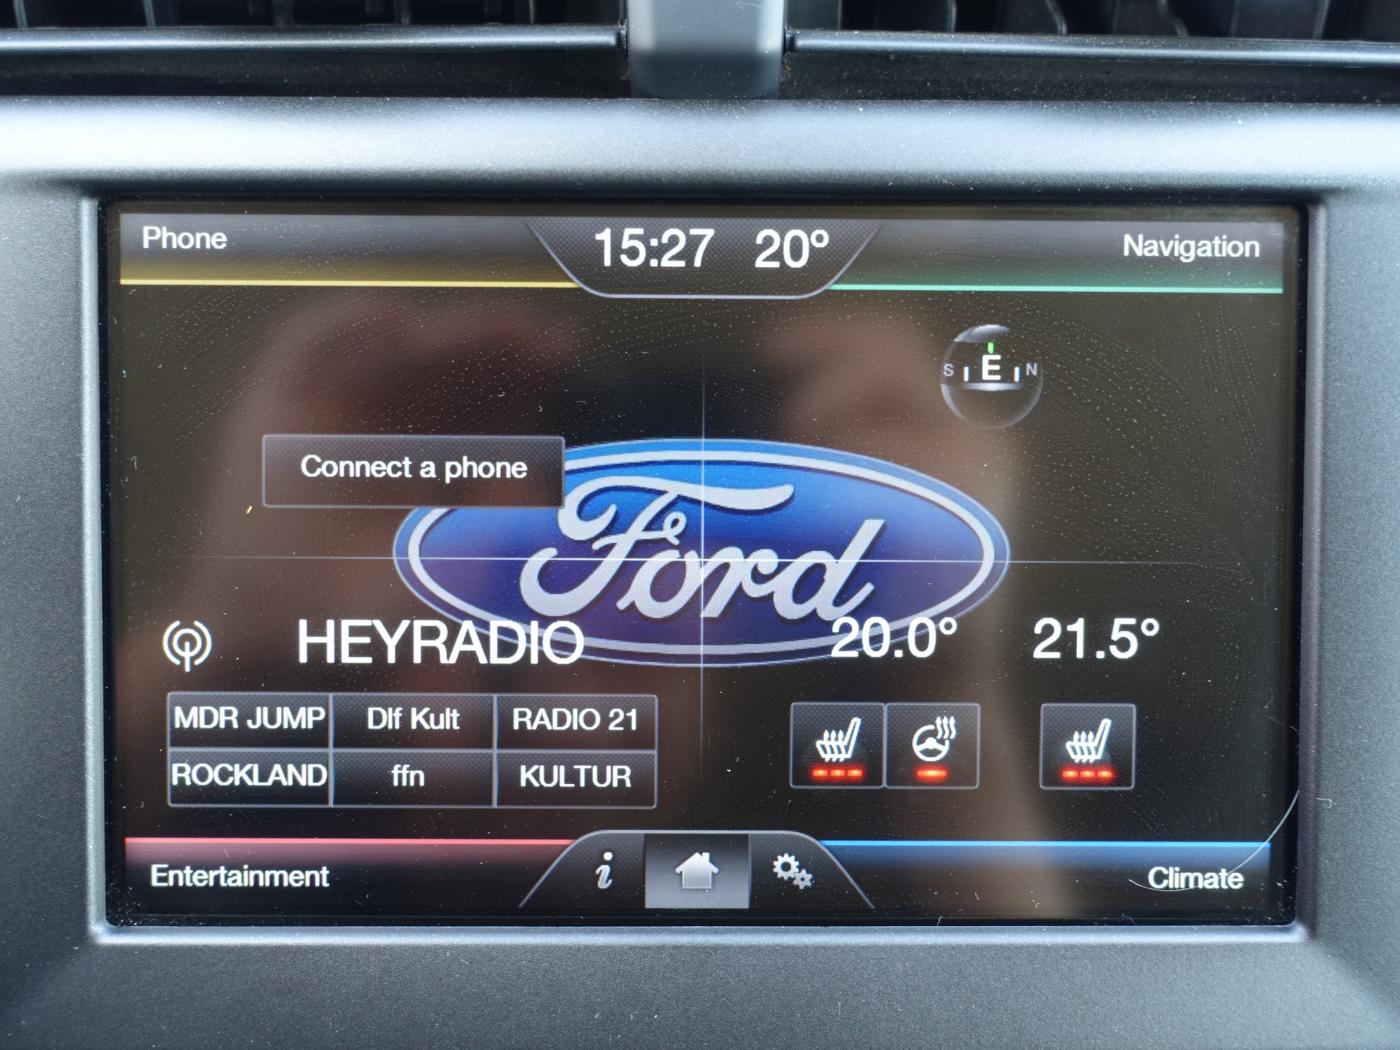 Phone 15:27 20° Navigation
S E N
Connect a phone
Ford
HEYRADIO 20.0° 21.5°
MDR JUMP Dlf Kult RADIO 21
ROCKLAND ffn KULTUR
Entertainment i Climate